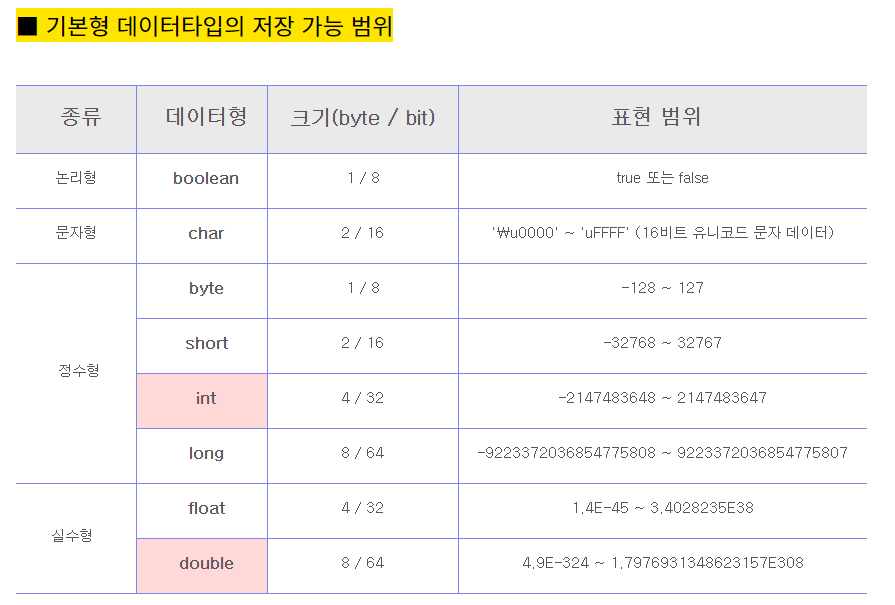 ■ 기본형 데이터타입의 저장 가능 범위
종류 데이터형 크기(byte / bit) 표현 범위
논리형 boolean 1 / 8 true 또는 false
문자형 char 2 / 16 '₩u0000' ~ 'uFFFF' (16비트 유니코드 문자 데이터)
byte 1 / 8 -128 ~ 127
short 2 / 16 -32768 ~ 32767
정수형
int 4 / 32 -2147483648 ~ 2147483647
long 8 / 64 -9223372036854775808 ~ 9223372036854775807
float 4 / 32 1.4E-45 ~ 3.4028235E38
실수형
double 8 / 64 4.9E-324 ~ 1.7976931348623157E308